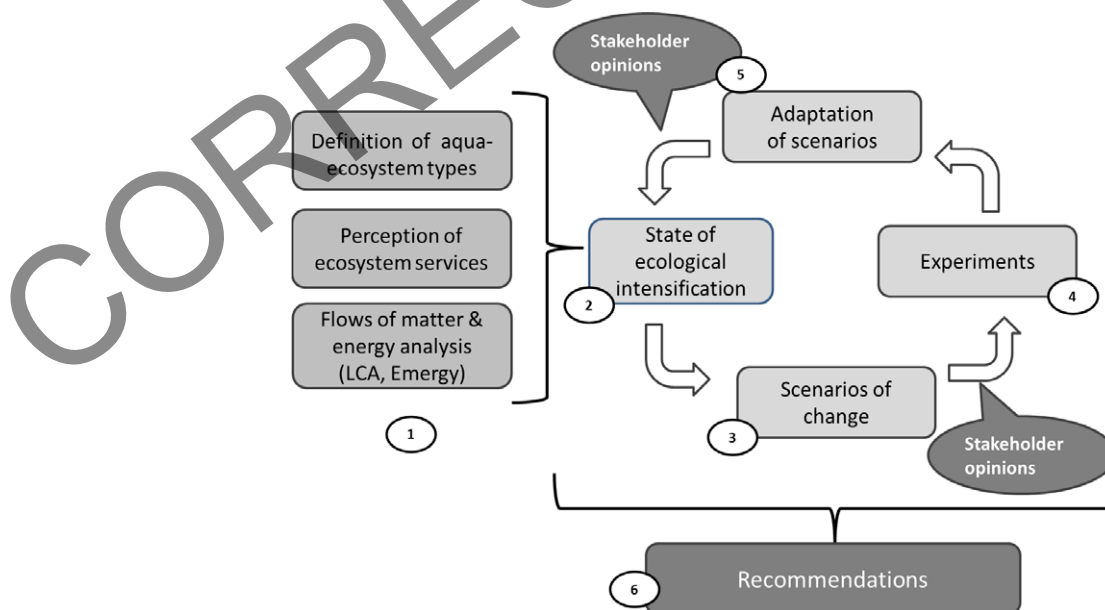 CORRE
Stakeholder
opinions
5
Adaptation
of scenarios
Definition of aqua-
ecosystem types
Perception of
ecosystem services
Flows of matter &
energy analysis
(LCA, Emergy)
1
State of
ecological
intensification
2
Experiments
4
Scenarios of
change
3
Stakeholder
opinions
Recommendations
6